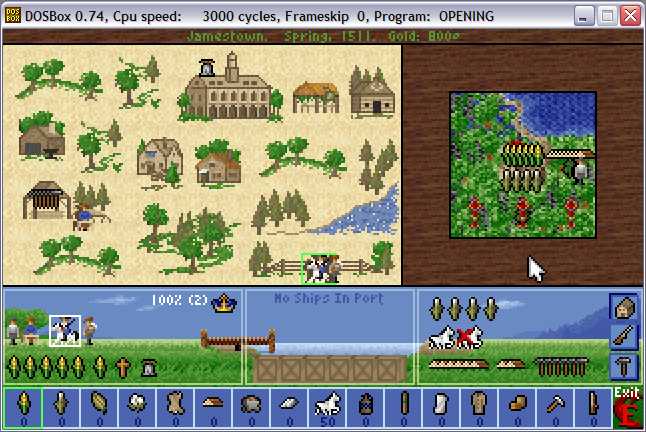 DOS BOX DOSBox 0.74, Cpu speed: 3000 cycles, Frameskip 0, Program: OPENING
Jamestown. Spring, 1511. Gold: 800
100% (2)
No Ships In Port
0 0 0 0 0 0 0 0 50 0 0 0 0 0 0 0
Exit